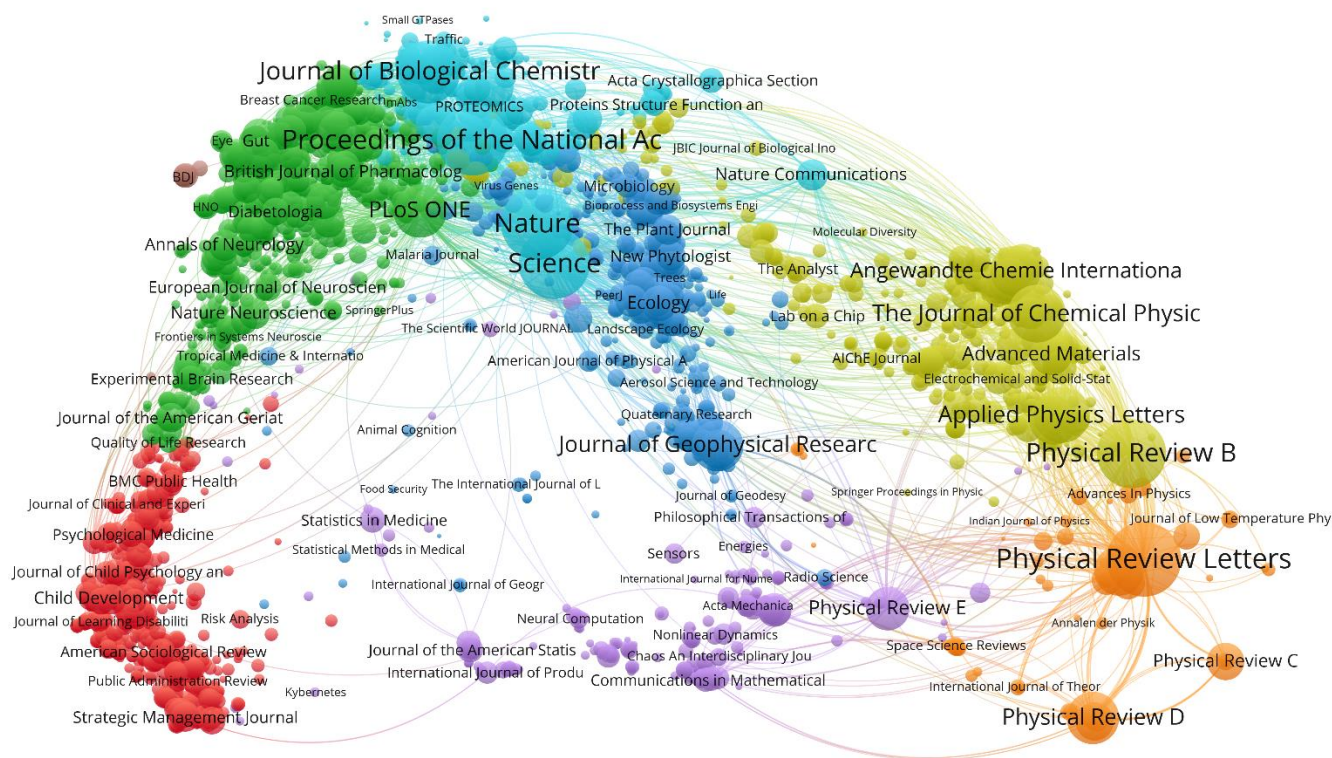 Small GTPases
Traffic
Journal of Biological Chemistr
Acta Crystallographica Section
Breast Cancer Research
mAbs
PROTEOMICS
Proteins Structure Function an
Eye
Gut
Proceedings of the National Ac
JBIC Journal of Biological Ino
BDJ
British Journal of Pharmacolog
Virus Genes
Microbiology
Nature Communications
HNO
Diabetologia
PLoS ONE
Bioprocess and Biosystems Engi
Nature
The Plant Journal
Molecular Diversity
Annals of Neurology
Malaria Journal
Science
New Phytologist
The Analyst
Angewandte Chemie Internationa
Trees
European Journal of Neuroscien
PeerJ
Ecology
Life
Nature Neuroscience
SpringerPlus
Lab on a Chip
The Journal of Chemical Physic
Frontiers in Systems Neuroscie
The Scientific World JOURNAL
Landscape Ecology
Tropical Medicine & Internatio
American Journal of Physical A
AIChE Journal
Advanced Materials
Experimental Brain Research
Aerosol Science and Technology
Electrochemical and Solid-Stat
Journal of the American Geriat
Quaternary Research
Applied Physics Letters
Animal Cognition
Quality of Life Research
Journal of Geophysical Researc
Physical Review B
BMC Public Health
Food Security
The International Journal of L
Journal of Geodesy
Springer Proceedings in Physic
Advances In Physics
Journal of Clinical and Experi
Statistics in Medicine
Philosophical Transactions of
Indian Journal of Physics
Journal of Low Temperature Phy
Psychological Medicine
Statistical Methods in Medical
Sensors
Energies
Physical Review Letters
Journal of Child Psychology an
International Journal of Geogr
International Journal for Nume
Radio Science
Child Development
Acta Mechanica
Physical Review E
Journal of Learning Disabiliti
Risk Analysis
Neural Computation
Nonlinear Dynamics
Annalen der Physik
American Sociological Review
Journal of the American Statis
Chaos An Interdisciplinary Jou
Space Science Reviews
Physical Review C
International Journal of Produ
Communications in Mathematical
Public Administration Review
Kybernetes
International Journal of Theor
Strategic Management Journal
Physical Review D